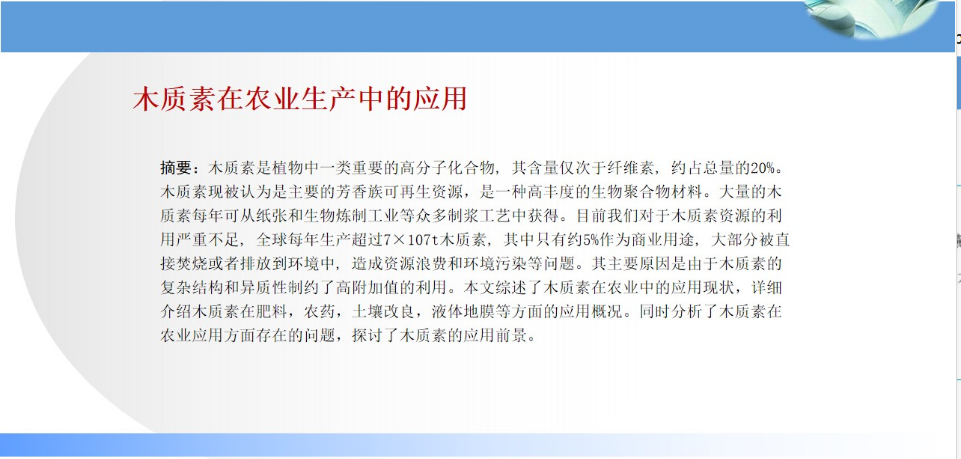 木质素在农业生产中的应用
摘要：木质素是植物中一类重要的高分子化合物，其含量仅次于纤维素，约占总量的20%。
木质素现被认为是主要的芳香族可再生资源，是一种高丰度的生物聚合物材料。大量的木
质素每年可从纸张和生物炼制工业等众多制浆工艺中获得。目前我们对于木质素资源的利
用严重不足，全球每年生产超过7×107t木质素，其中只有约5%作为商业用途，大部分被直
接焚烧或者排放到环境中，造成资源浪费和环境污染等问题。其主要原因是由于木质素的
复杂结构和异质性制约了高附加值的利用。本文综述了木质素在农业中的应用现状，详细
介绍木质素在肥料，农药，土壤改良，液体地膜等方面的应用概况。同时分析了木质素在
农业应用方面存在的问题，探讨了木质素的应用前景。